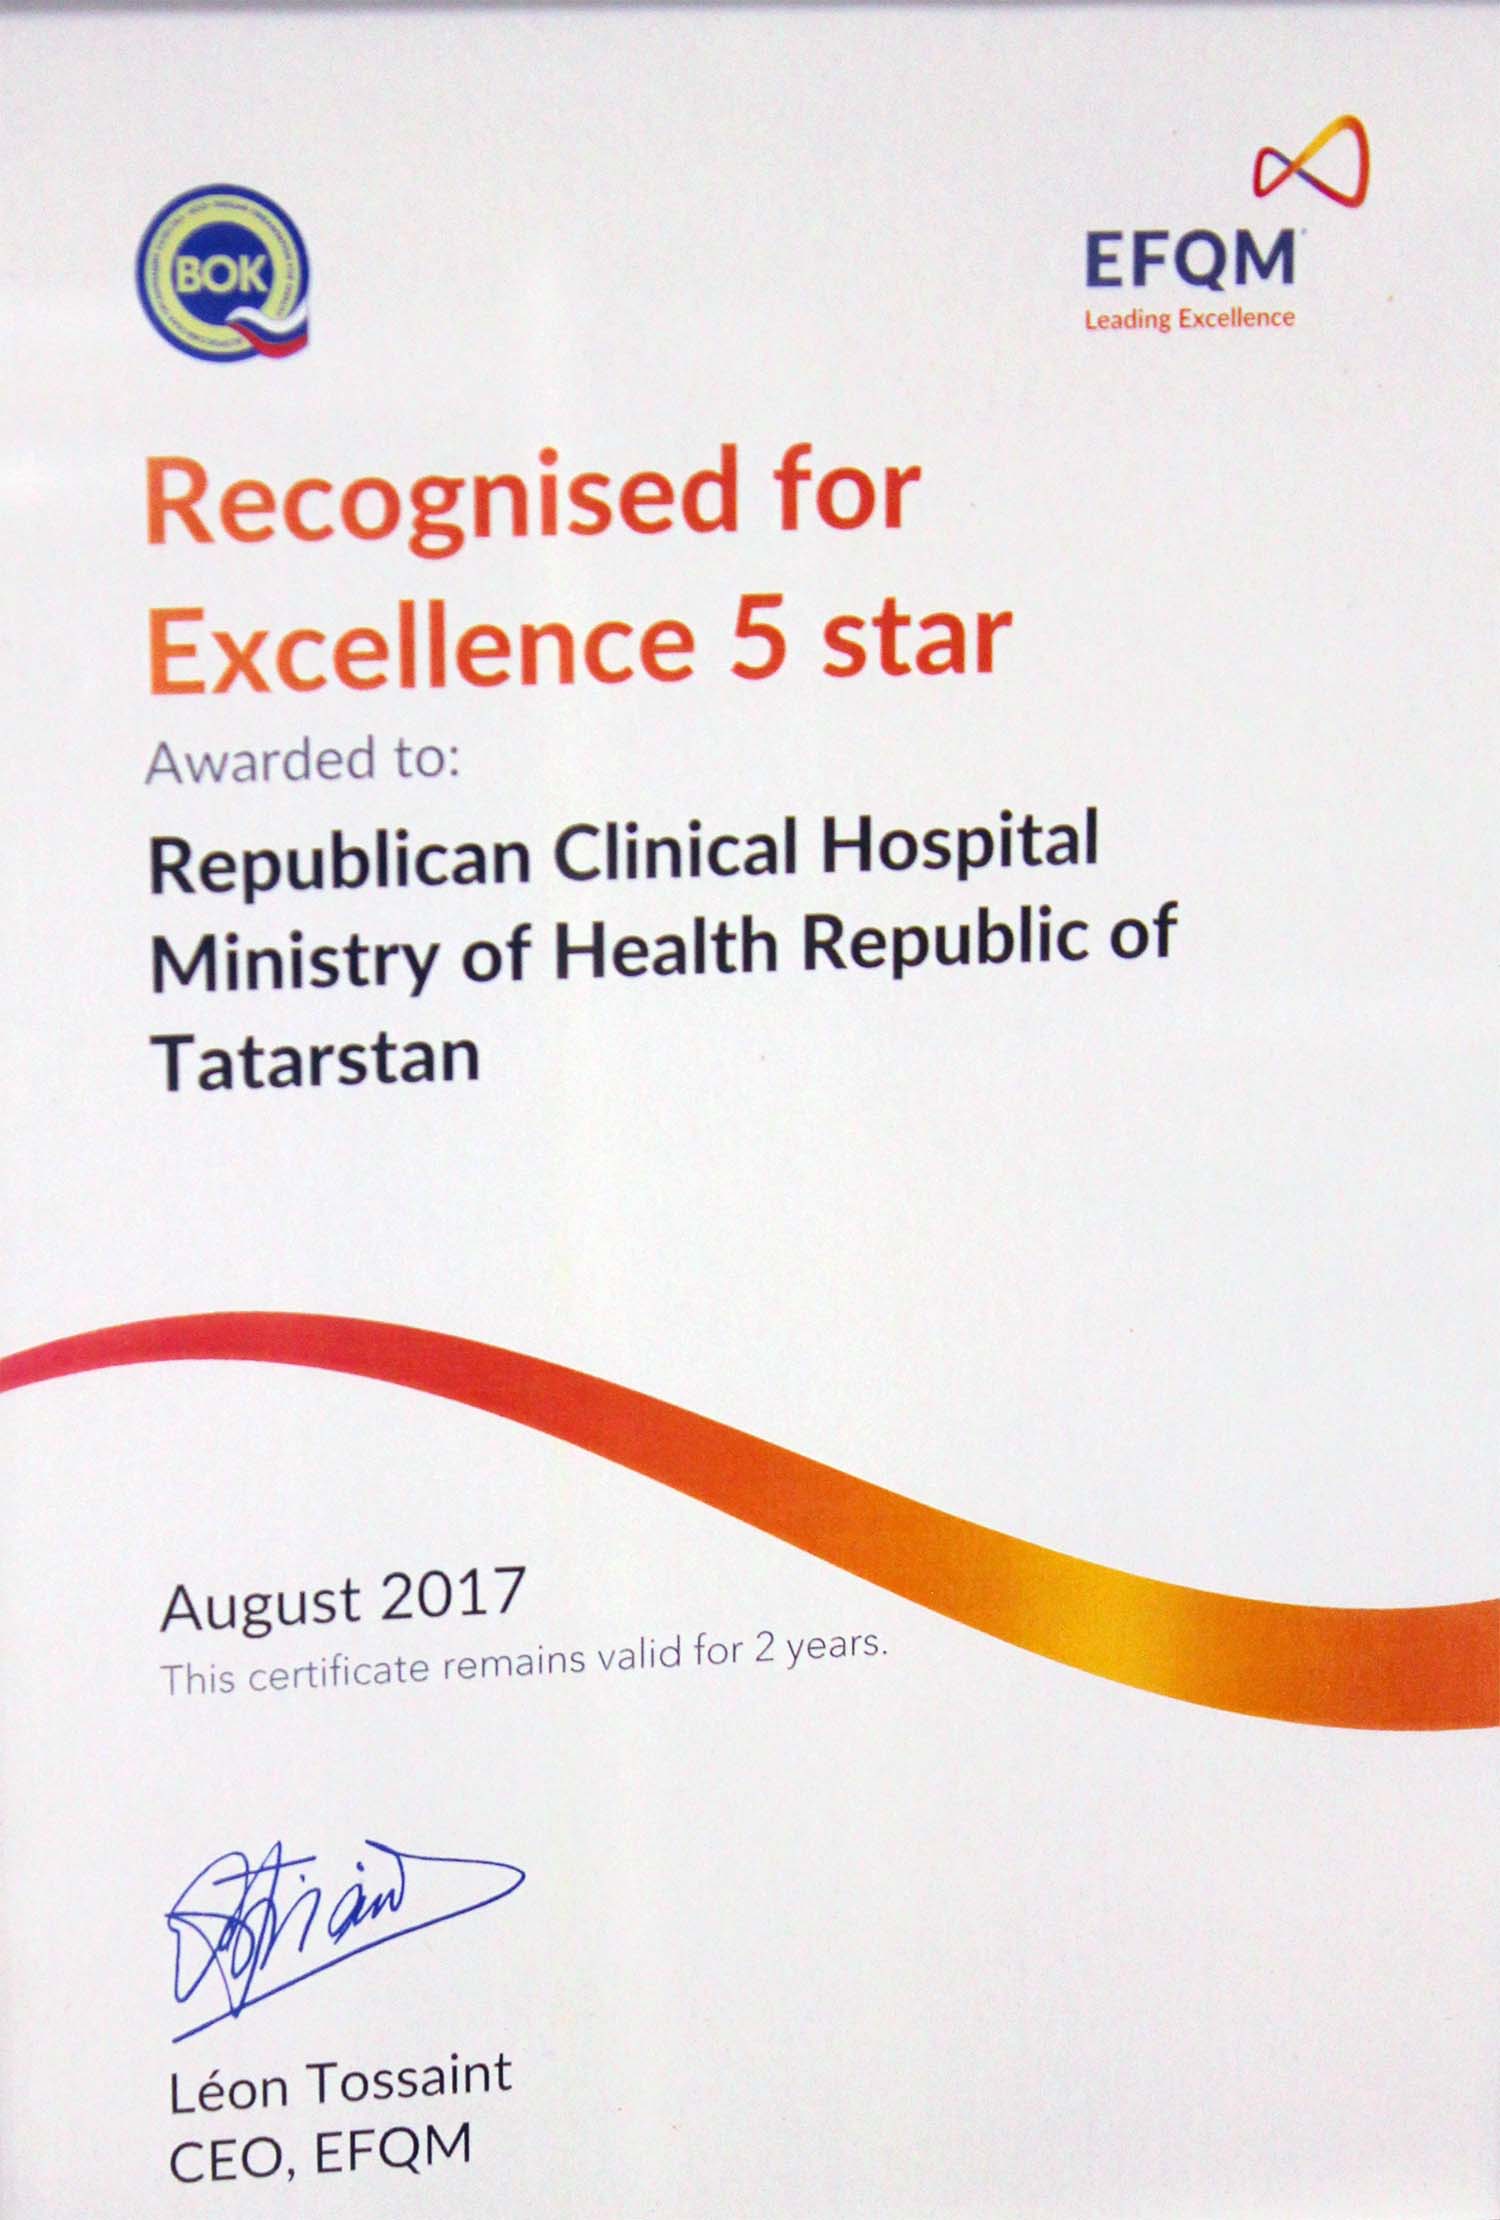 BOK
EFQM
Leading Excellence
Recognised for
Excellence 5 star
Awarded to:
Republican Clinical Hospital
Ministry of Health Republic of
Tatarstan
August 2017
This certificate remains valid for 2 years.
Léon Tossaint
CEO, EFQM